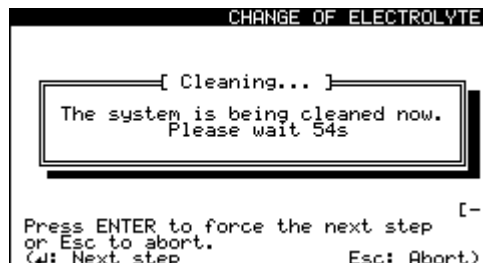 CHANGE OF ELECTROLYTE
[ Cleaning... ]
The system is being cleaned now.
Please wait 54s
[-
Press ENTER to force the next step
or Esc to abort.
(↲: Next step Esc: Abort)